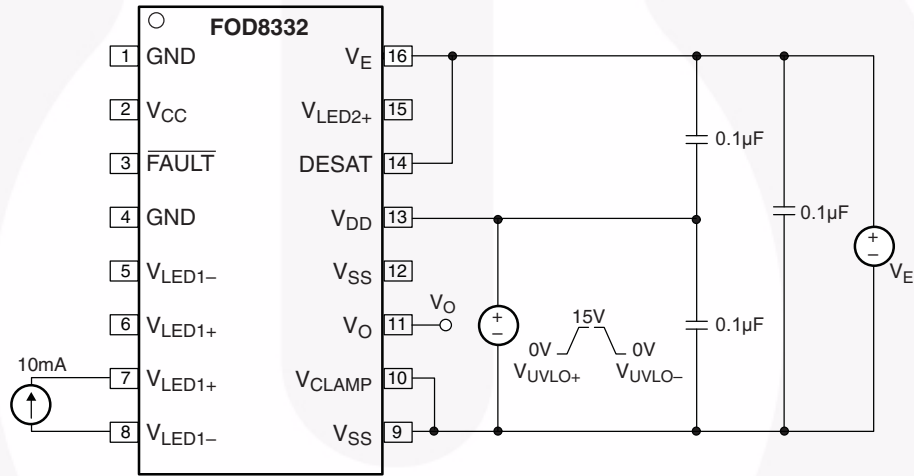 FOD8332
1 GND
2 VCC
3 FAULT
4 GND
5 VLED1–
6 VLED1+
7 VLED1+
8 VLED1–
VE 16
VLED2+ 15
DESAT 14
VDD 13
VSS 12
VO 11
VCLAMP 10
VSS 9
10mA
VO
+
–
15V
0V
0V
VUVLO+
VUVLO–
0.1µF
0.1µF
0.1µF
+
–
VE